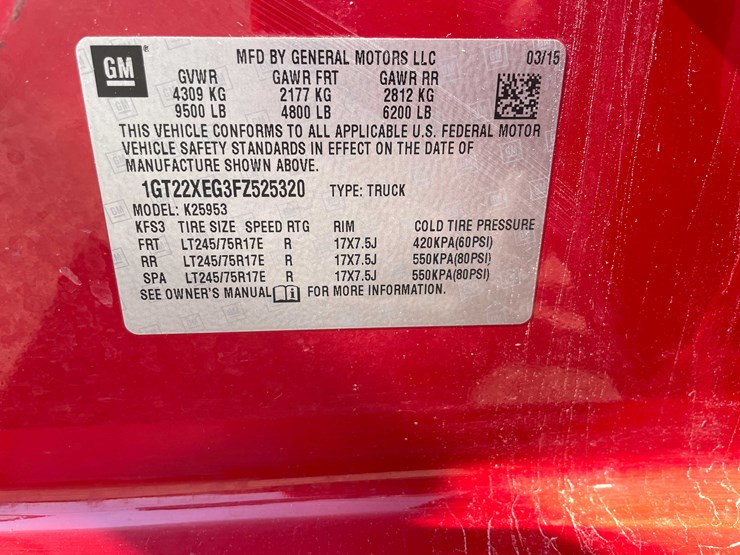 GM
MFD BY GENERAL MOTORS LLC 03/15
GVWR GAWR FRT GAWR RR
4309 KG 2177 KG 2812 KG
9500 LB 4800 LB 6200 LB
THIS VEHICLE CONFORMS TO ALL APPLICABLE U.S. FEDERAL MOTOR
VEHICLE SAFETY STANDARDS IN EFFECT ON THE DATE OF
MANUFACTURE SHOWN ABOVE.
1GT22XEG3FZ525320 TYPE: TRUCK
MODEL: K25953
KFS3 TIRE SIZE SPEED RTG RIM COLD TIRE PRESSURE
FRT LT245/75R17E R 17X7.5J 420KPA(60PSI)
RR LT245/75R17E R 17X7.5J 550KPA(80PSI)
SPA LT245/75R17E R 17X7.5J 550KPA(80PSI)
SEE OWNER'S MANUAL i FOR MORE INFORMATION.